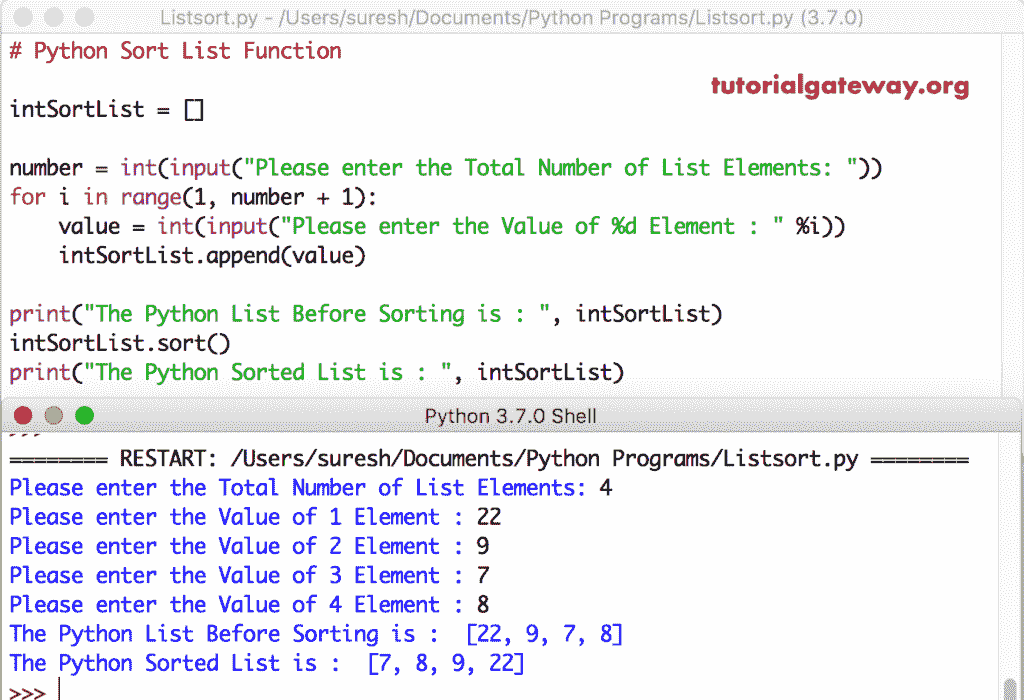 Listsort.py - /Users/suresh/Documents/Python Programs/Listsort.py (3.7.0)
# Python Sort List Function
tutorialgateway.org
intSortList = []
number = int(input("Please enter the Total Number of List Elements: "))
for i in range(1, number + 1):
    value = int(input("Please enter the Value of %d Element : " %i))
    intSortList.append(value)
print("The Python List Before Sorting is : ", intSortList)
intSortList.sort()
print("The Python Sorted List is : ", intSortList)
Python 3.7.0 Shell
>>>
======== RESTART: /Users/suresh/Documents/Python Programs/Listsort.py ========
Please enter the Total Number of List Elements: 4
Please enter the Value of 1 Element : 22
Please enter the Value of 2 Element : 9
Please enter the Value of 3 Element : 7
Please enter the Value of 4 Element : 8
The Python List Before Sorting is :  [22, 9, 7, 8]
The Python Sorted List is :  [7, 8, 9, 22]
>>>